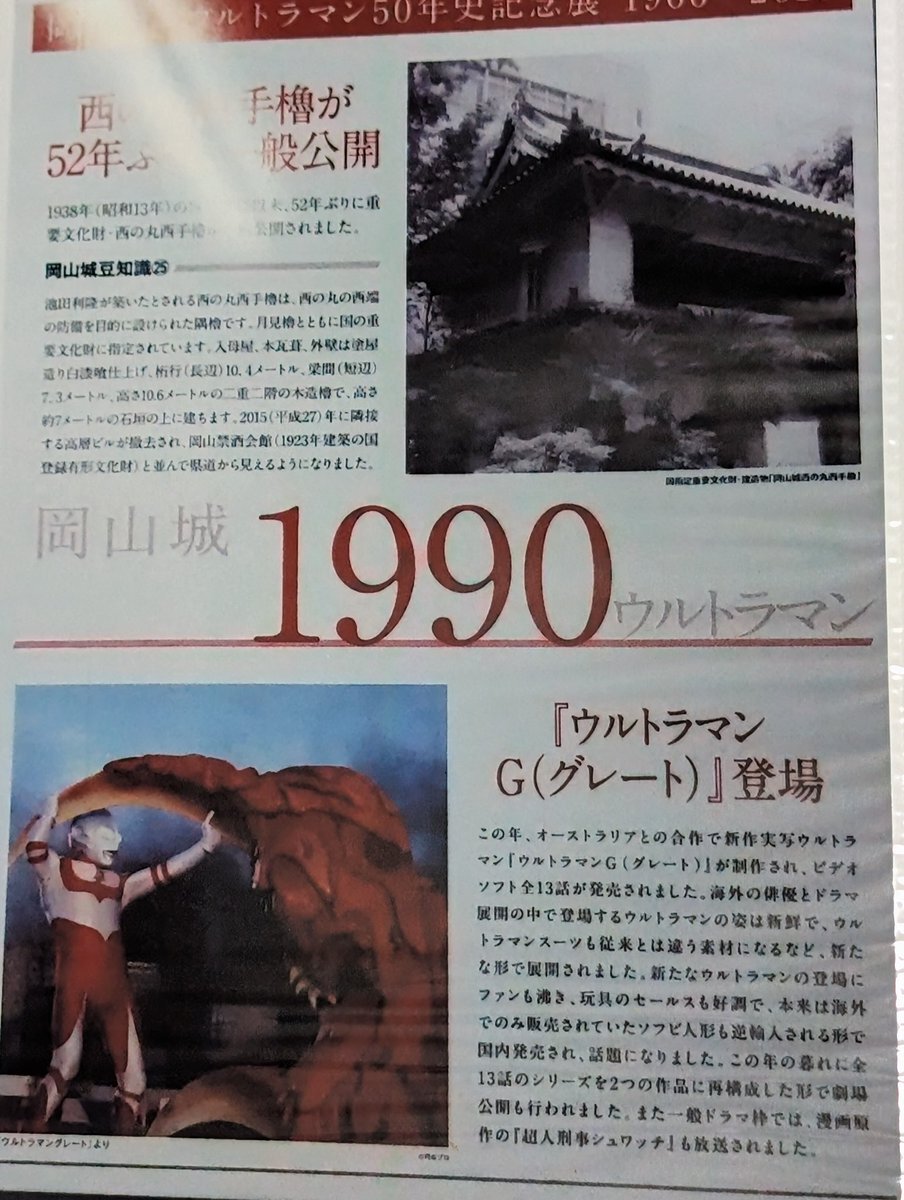 ウルトラマン50年史記念展
西の 手櫓が
52年ぶ 般公開
1938年(昭和13年)の 以来、52年ぶりに重
要文化財・西の丸西手櫓が 公開されました。
岡山城豆知識㉕
池田利隆が築いたとされる西の丸西手櫓は、西の丸の西端
の防備を目的に設けられた隅櫓です。月見櫓とともに国の重
要文化財に指定されています。入母屋、本瓦葺、外壁は塗屋
造り白漆喰仕上げ、桁行(長辺)10.4メートル、梁間(短辺)
7.3メートル、高さ10.6メートルの二重二階の木造櫓で、高さ
約7メートルの石垣の上に建ちます。2015(平成27)年に隣接
する高層ビルが撤去され、岡山禁酒会館(1923年建築の国
登録有形文化財)と並んで県道から見えるようになりました。
国指定重要文化財・建造物「岡山城西の丸西手櫓」
岡山城 1990 ウルトラマン
『ウルトラマン
G(グレート)』登場
この年、オーストラリアとの合作で新作実写ウルトラ
マン『ウルトラマンG(グレート)』が制作され、ビデオ
ソフト全13話が発売されました。海外の俳優とドラマ
展開の中で登場するウルトラマンの姿は新鮮で、ウル
トラマンスーツも従来とは違う素材になるなど、新た
な形で展開されました。新たなウルトラマンの登場に
ファンも沸き、玩具のセールスも好調で、本来は海外
でのみ販売されていたソフビ人形も逆輸入される形で
国内発売され、話題になりました。この年の暮れに全
13話のシリーズを2つの作品に再構成した形で劇場
公開も行われました。また一般ドラマ枠では、漫画原
作の『超人刑事シュワッチ』も放送されました。
ウルトラマングレート」より
©円谷プロ